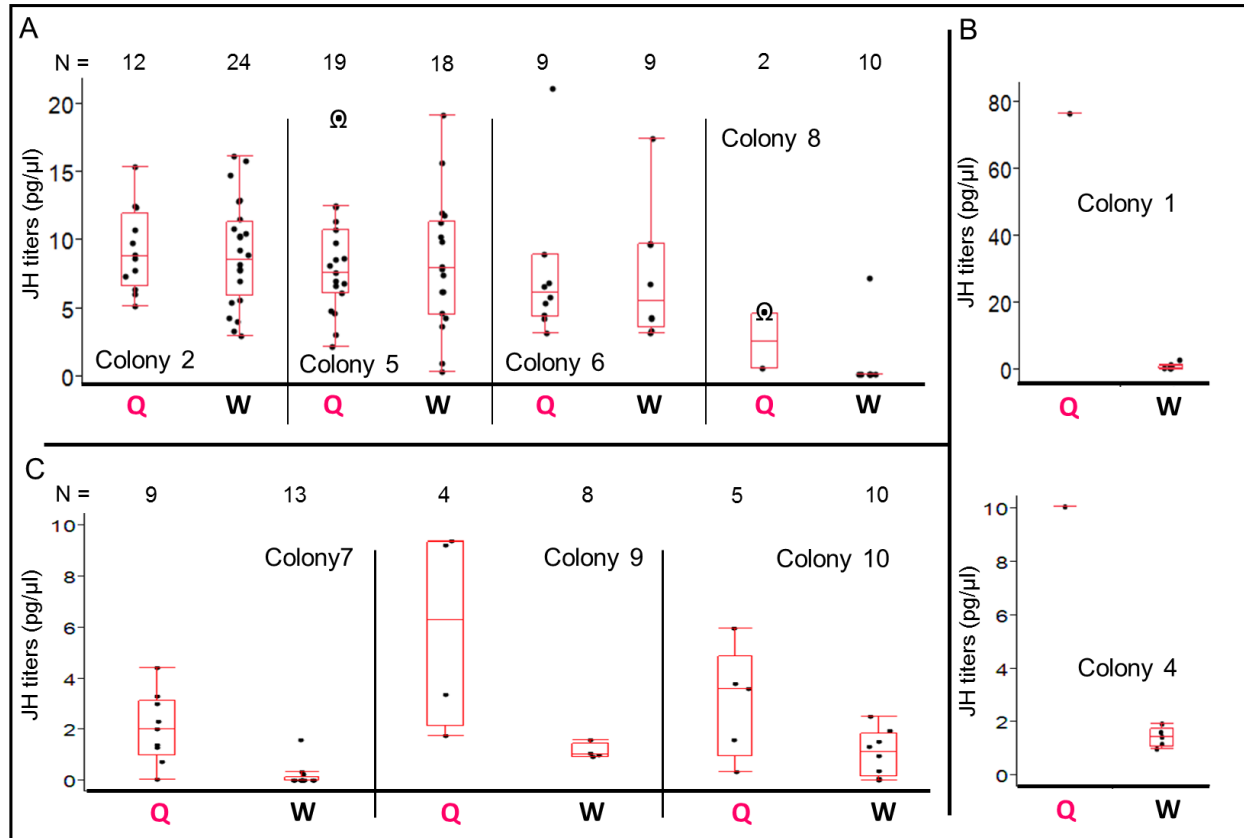 A
N = 12 24 19 18 9 9 2 10
JH titers (pg/µl)
20
15
10
5
0
Colony 2
Ω
Colony 5
Colony 6
Colony 8
Ω
Q W Q W Q W Q W
B
JH titers (pg/µl)
80
60
40
20
0
Colony 1
Q W
C
N = 9 13 4 8 5 10
JH titers (pg/µl)
10
8
6
4
2
0
Colony7
Colony 9
Colony 10
Q W Q W Q W
JH titers (pg/µl)
10
8
6
4
2
0
Colony 4
Q W